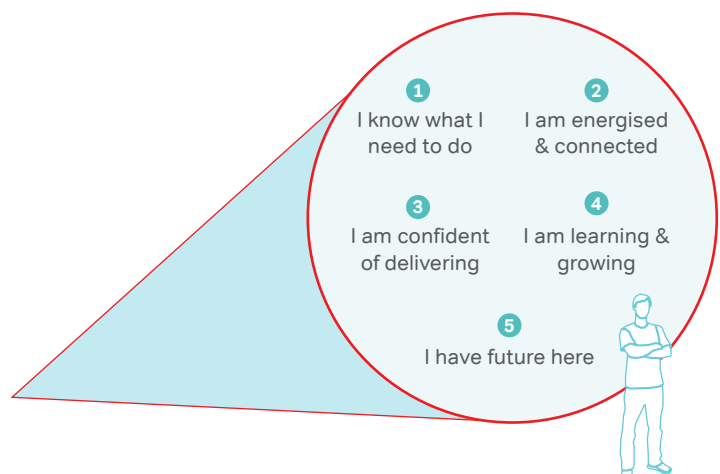 1
I know what I
need to do
2
I am energised
& connected
3
I am confident
of delivering
4
I am learning &
growing
5
I have future here